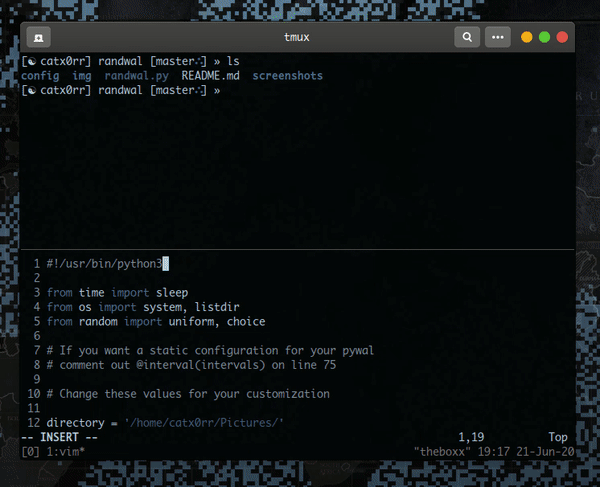 tmux
[☯ catx0rr] randwal [master∴] » ls
config img randwal.py README.md screenshots
[☯ catx0rr] randwal [master∴] »
1 #!/usr/bin/python3
2
3 from time import sleep
4 from os import system, listdir
5 from random import uniform, choice
6
7 # If you want a static configuration for your pywal
8 # comment out @interval(intervals) on line 75
9
10 # Change these values for your customization
11
12 directory = '/home/catx0rr/Pictures/'
-- INSERT -- 1,19 Top
[0] 1:vim* "theboxx" 19:17 21-Jun-20